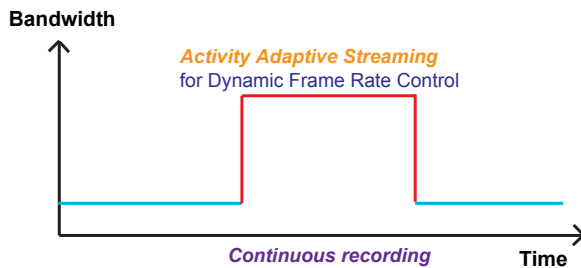 Bandwidth
Activity Adaptive Streaming
for Dynamic Frame Rate Control
Continuous recording
Time